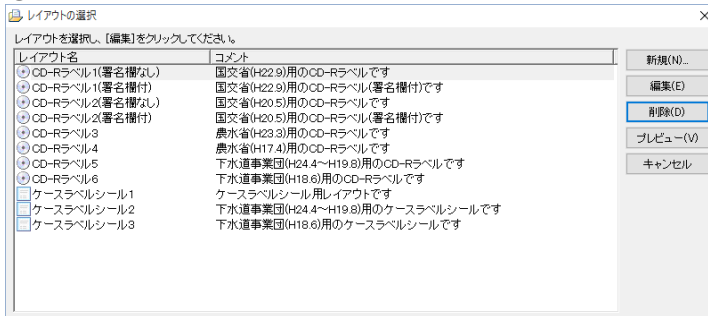 レイアウトの選択
レイアウトを選択し、[編集]をクリックしてください。
レイアウト名 コメント
CD-Rラベル1(署名欄なし) 国交省(H22.9)用のCD-Rラベルです
CD-Rラベル1(署名欄付) 国交省(H22.9)用のCD-Rラベル(署名欄付)です
CD-Rラベル2(署名欄なし) 国交省(H20.5)用のCD-Rラベルです
CD-Rラベル2(署名欄付) 国交省(H20.5)用のCD-Rラベル(署名欄付)です
CD-Rラベル3 農水省(H23.3)用のCD-Rラベルです
CD-Rラベル4 農水省(H17.4)用のCD-Rラベルです
CD-Rラベル5 下水道事業団(H24.4～H19.8)用のCD-Rラベルです
CD-Rラベル6 下水道事業団(H18.6)用のCD-Rラベルです
ケースラベルシール1 ケースラベルシール用レイアウトです
ケースラベルシール2 下水道事業団(H24.4～H19.8)用のケースラベルシールです
ケースラベルシール3 下水道事業団(H18.6)用のケースラベルシールです
新規(N)...
編集(E)
削除(D)
プレビュー(V)
キャンセル